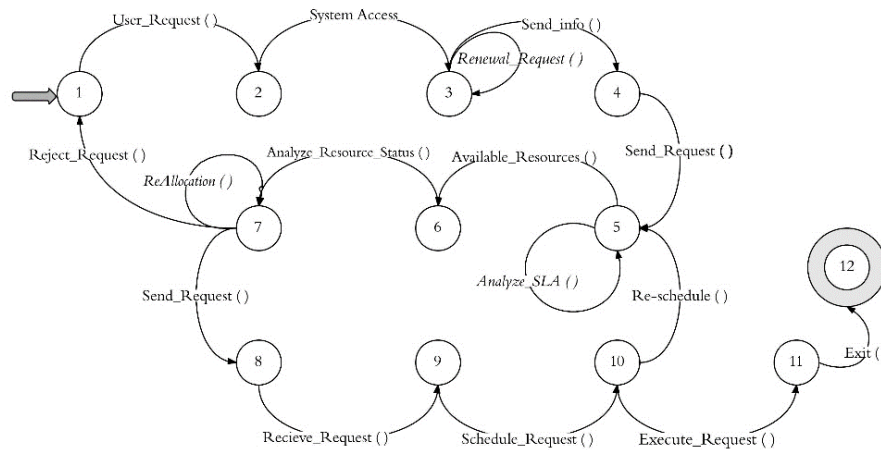 User_Request ( )
System Access
Send_info ( )
Renewal_Request ( )
1
2
3
4
Reject_Request ( )
Analyze_Resource_Status ( )
Available_Resources ( )
Send_Request ( )
ReAllocation ( )
7
6
5
12
Send_Request ( )
Analyze_SLA ( )
Re-schedule ( )
8
9
10
11
Exit (
Recieve_Request ( )
Schedule_Request ( )
Execute_Request ( )